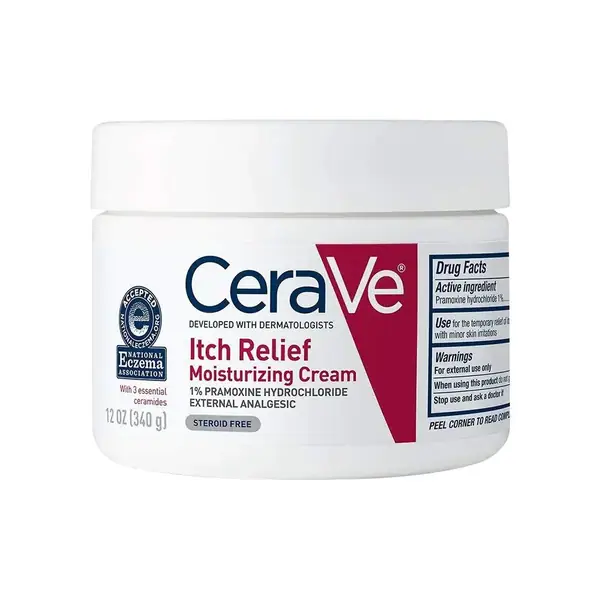 CeraVe®
DEVELOPED WITH DERMATOLOGISTS
Itch Relief
Moisturizing Cream
1% PRAMOXINE HYDROCHLORIDE
EXTERNAL ANALGESIC
STEROID FREE
ACCEPTED
NATIONALECZEMA.ORG
e
NATIONAL
Eczema
ASSOCIATION
With 3 essential
ceramides
12 OZ (340 g)
Drug Facts
Active ingredient
Pramoxine hydrochloride 1%
Use for the temporary relief of
with minor skin irritations
Warnings
For external use only
When using this product do not
Stop use and ask a doctor if
PEEL CORNER TO READ